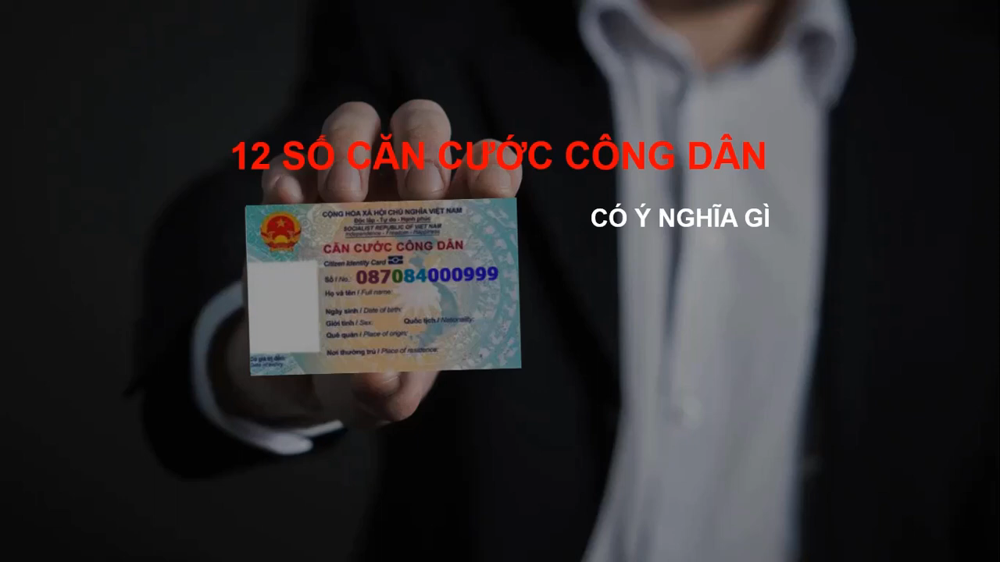 12 SỐ CĂN CƯỚC CÔNG DÂN
CÓ Ý NGHĨA GÌ
CỘNG HÒA XÃ HỘI CHỦ NGHĨA VIỆT NAM
Độc lập - Tự do - Hạnh phúc
SOCIALIST REPUBLIC OF VIET NAM
Independence - Freedom - Happiness
CĂN CƯỚC CÔNG DÂN
Citizen Identity Card
Số / No.: 087084000999
Họ và tên / Full name:
Ngày sinh / Date of birth:
Giới tính / Sex: Quốc tịch / Nationality:
Quê quán / Place of origin:
Nơi thường trú / Place of residence:
Có giá trị đến:
Date of expiry